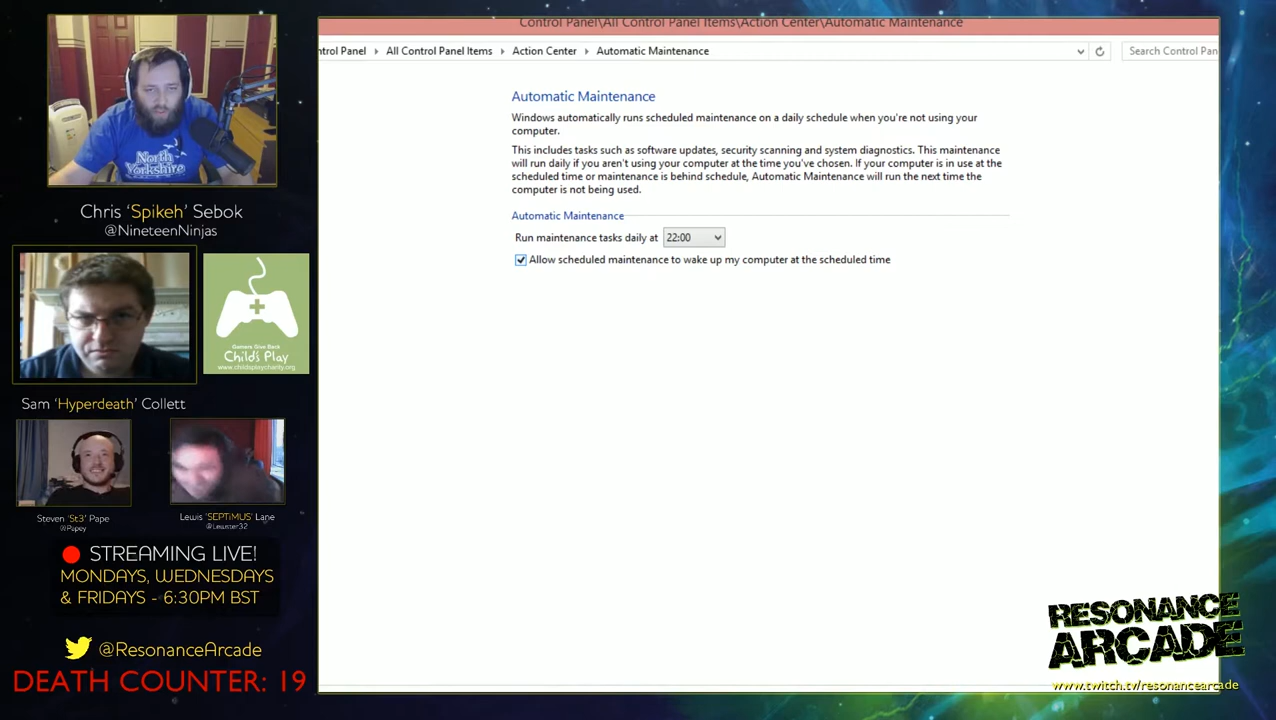 Control Panel\All Control Panel Items\Action Center\Automatic Maintenance
ntrol Panel
All Control Panel Items
Action Center
Automatic Maintenance
Search Control Pan
Automatic Maintenance
Windows automatically runs scheduled maintenance on a daily schedule when you're not using your
computer.
This includes tasks such as software updates, security scanning and system diagnostics. This maintenance
will run daily if you aren't using your computer at the time you've chosen. If your computer is in use at the
scheduled time or maintenance is behind schedule, Automatic Maintenance will run the next time the
computer is not being used.
Automatic Maintenance
Run maintenance tasks daily at 22:00
Allow scheduled maintenance to wake up my computer at the scheduled time
North
Yorkshire
Chris 'Spikeh' Sebok
@NineteenNinjas
Gamers Give Back
Child's Play
www.childsplaycharity.org
Sam 'Hyperdeath' Collett
Steven 'St3' Pape
@Papey
Lewis 'SEPTiMUS' Lane
@Lewster32
STREAMING LIVE!
MONDAYS, WEDNESDAYS
& FRIDAYS - 6:30PM BST
@ResonanceArcade
DEATH COUNTER: 19
RESONANCE
ARCADE
www.twitch.tv/resonancearcade